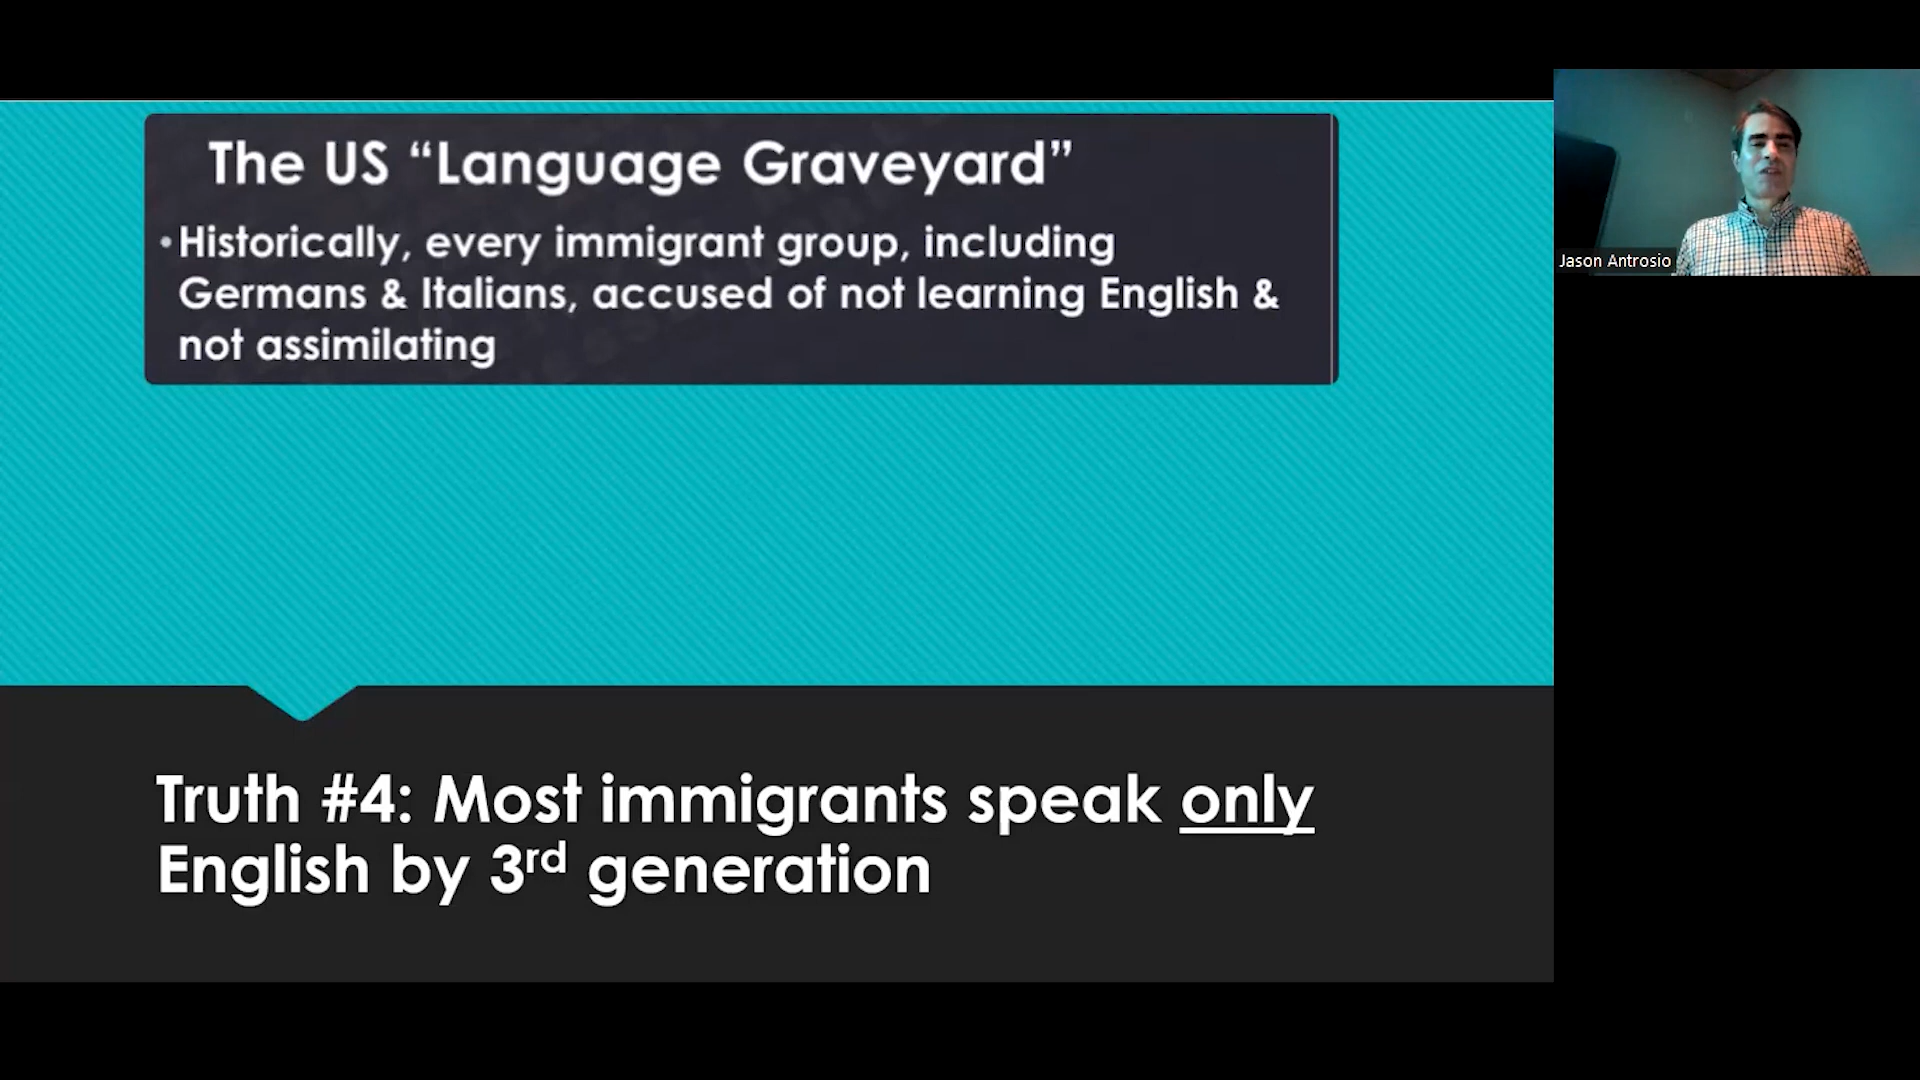 The US “Language Graveyard”
•Historically, every immigrant group, including
Germans & Italians, accused of not learning English &
not assimilating
Jason Antrosio
Truth #4: Most immigrants speak only
English by 3rd generation